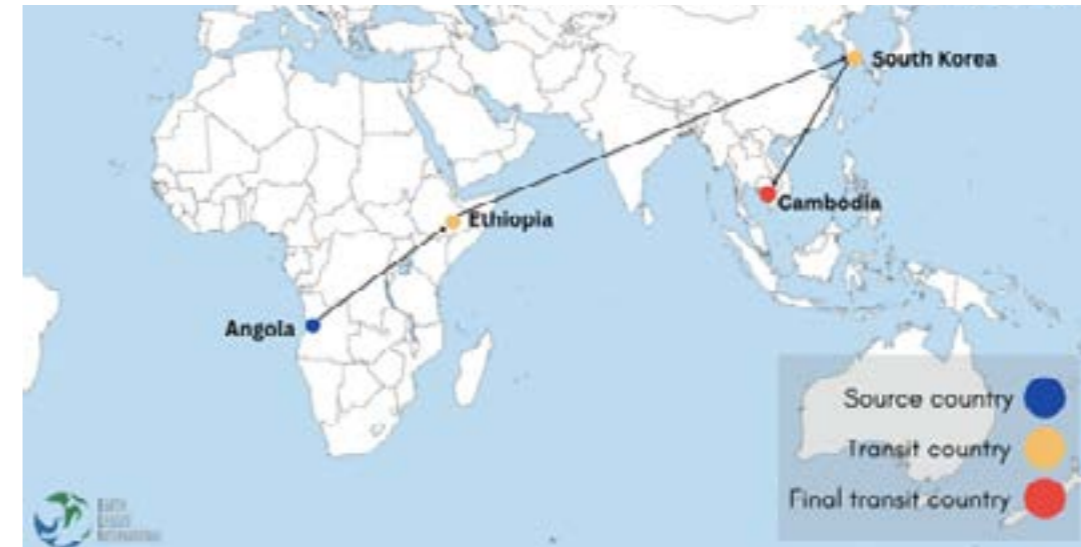 South Korea
Cambodia
Ethiopia
Angola
Source country
Transit country
Final transit country